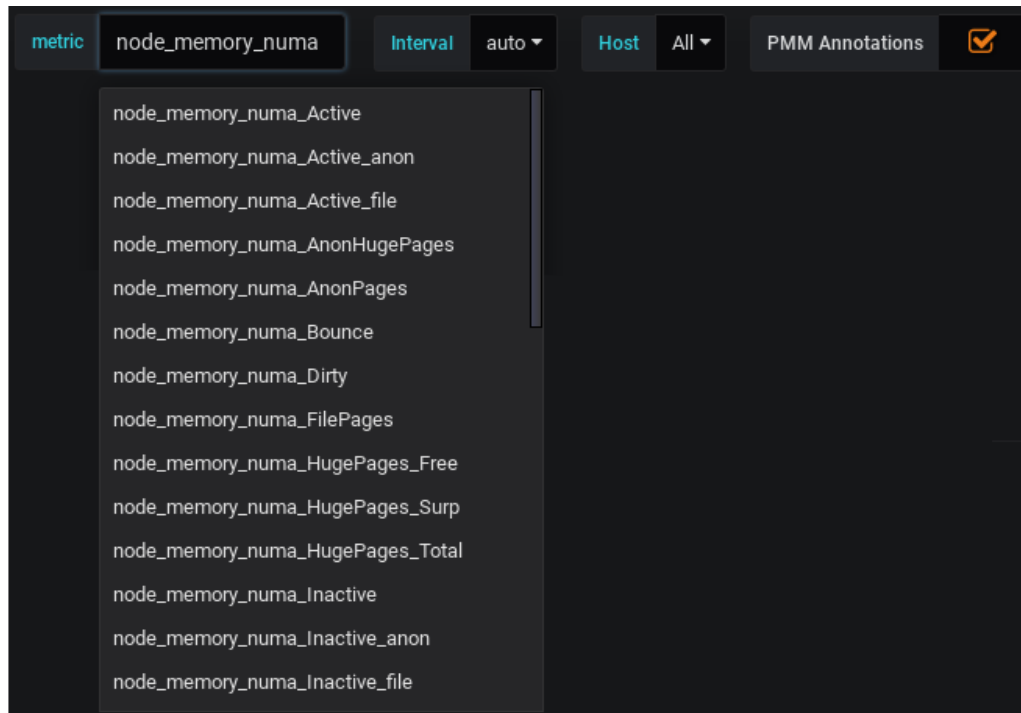 metric node_memory_numa Interval auto Host All PMM Annotations
node_memory_numa_Active
node_memory_numa_Active_anon
node_memory_numa_Active_file
node_memory_numa_AnonHugePages
node_memory_numa_AnonPages
node_memory_numa_Bounce
node_memory_numa_Dirty
node_memory_numa_FilePages
node_memory_numa_HugePages_Free
node_memory_numa_HugePages_Surp
node_memory_numa_HugePages_Total
node_memory_numa_Inactive
node_memory_numa_Inactive_anon
node_memory_numa_Inactive_file